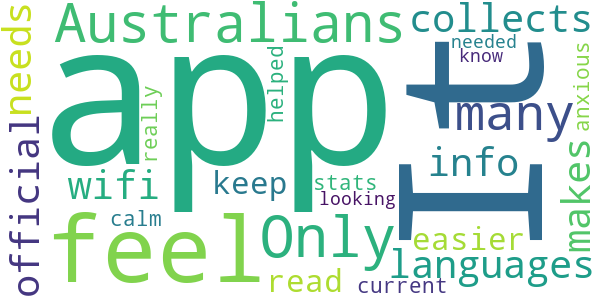 Australians
collects
needs
app
It
needed
know
helped
really
many
anxious
official
wifi
keep
stats
looking
info
makes
calm
feel
Only
easier
languages
read
current